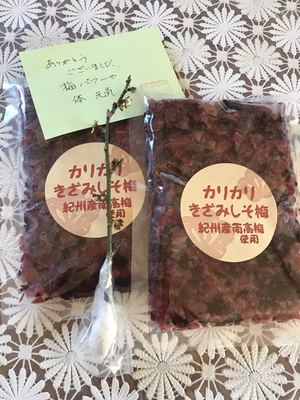 ありがとう
ございました。
梅パワーで
体 元気
カリカリ
きざみしそ梅
紀州産南高梅
使用
カリカリ
きざみしそ梅
紀州産南高梅
使用